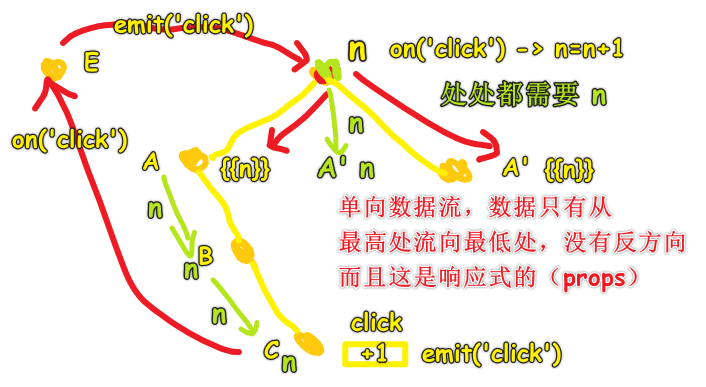 emit('click')
E
n on('click') -> n=n+1
处处都需要 n
on('click')
n
A {{n}} A' n A' {{n}}
单向数据流，数据只有从
n
最高处流向最低处，没有反方向
B
n
而且这是响应式的（props）
n
click
C +1 emit('click')
n